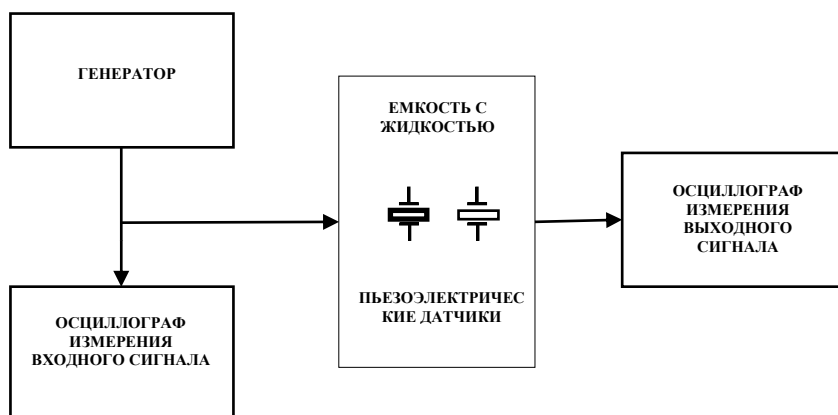 ГЕНЕРАТОР
ЕМКОСТЬ С
ЖИДКОСТЬЮ
ПЬЕЗОЭЛЕКТРИЧЕС
КИЕ ДАТЧИКИ
ОСЦИЛЛОГРАФ
ИЗМЕРЕНИЯ
ВЫХОДНОГО
СИГНАЛА
ОСЦИЛЛОГРАФ
ИЗМЕРЕНИЯ
ВХОДНОГО СИГНАЛА